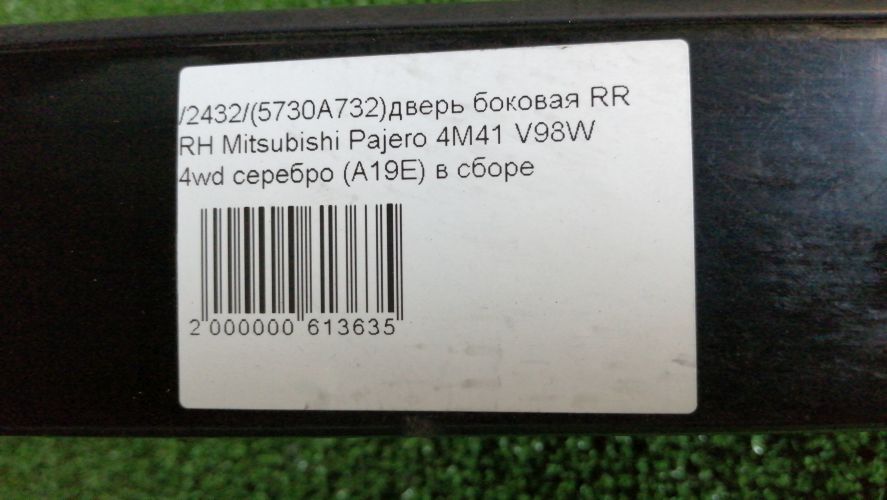 /2432/(5730A732)дверь боковая RR
RH Mitsubishi Pajero 4M41 V98W
4wd серебро (A19E) в сборе
2 000000 613635